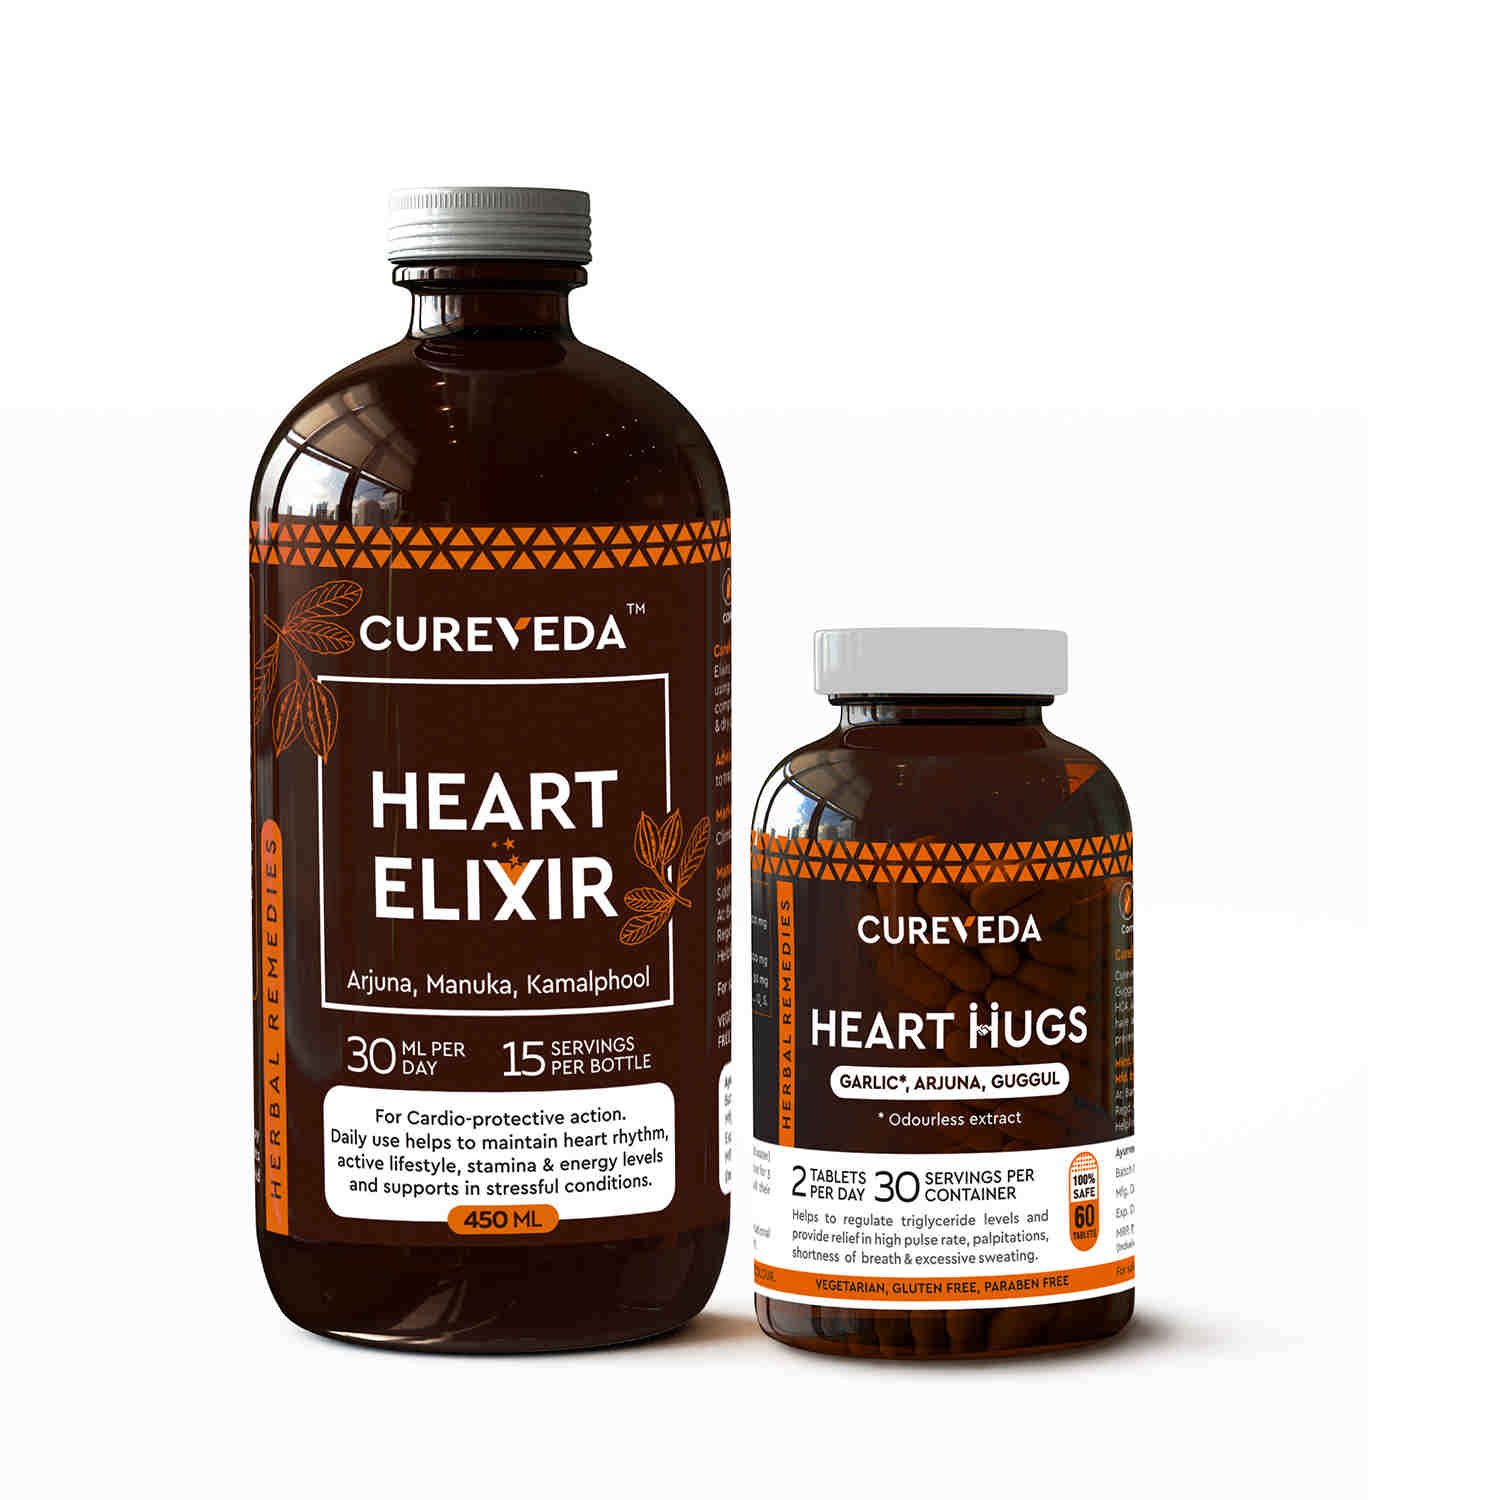 CUREVEDA™
HEART
ELIXIR
Arjuna, Manuka, Kamalphool
30 ML PER DAY
15 SERVINGS PER BOTTLE
For Cardio-protective action.
Daily use helps to maintain heart rhythm,
active lifestyle, stamina & energy levels
and supports in stressful conditions.
450 ML
HERBAL REMEDIES
CUREVEDA
HEART HUGS
GARLIC*, ARJUNA, GUGGUL
* Odourless extract
2 TABLETS PER DAY
30 SERVINGS PER CONTAINER
Helps to regulate triglyceride levels and
provide relief in high pulse rate, palpitations,
shortness of breath & excessive sweating.
100%
SAFE
60
TABLETS
VEGETARIAN, GLUTEN FREE, PARABEN FREE
HERBAL REMEDIES